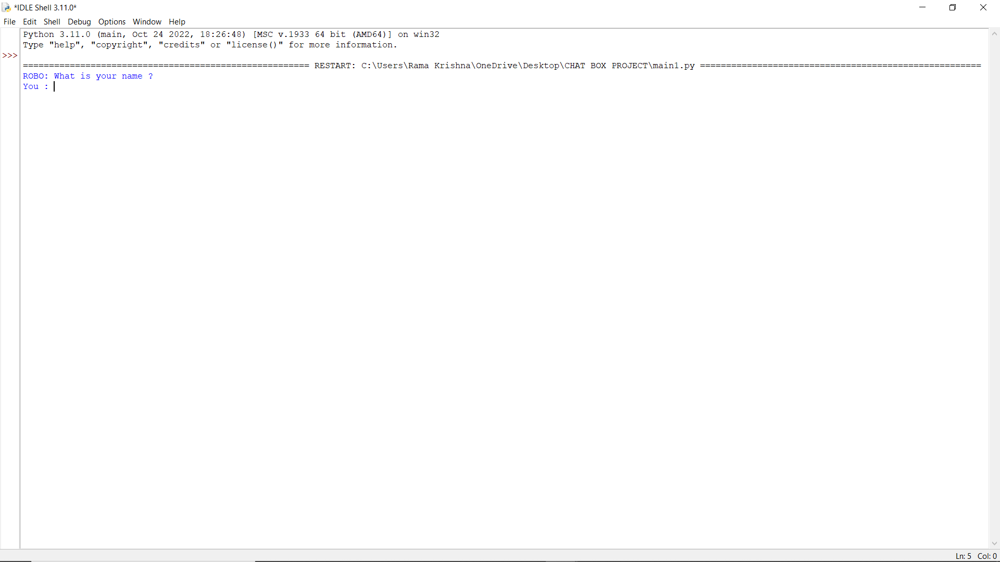 *IDLE Shell 3.11.0*
File Edit Shell Debug Options Window Help
Python 3.11.0 (main, Oct 24 2022, 18:26:48) [MSC v.1933 64 bit (AMD64)] on win32
Type "help", "copyright", "credits" or "license()" for more information.
>>>
======================================================= RESTART: C:\Users\Rama Krishna\OneDrive\Desktop\CHAT BOX PROJECT\main1.py ======================================================
ROBO: What is your name ?
You :
Ln: 5 Col: 0